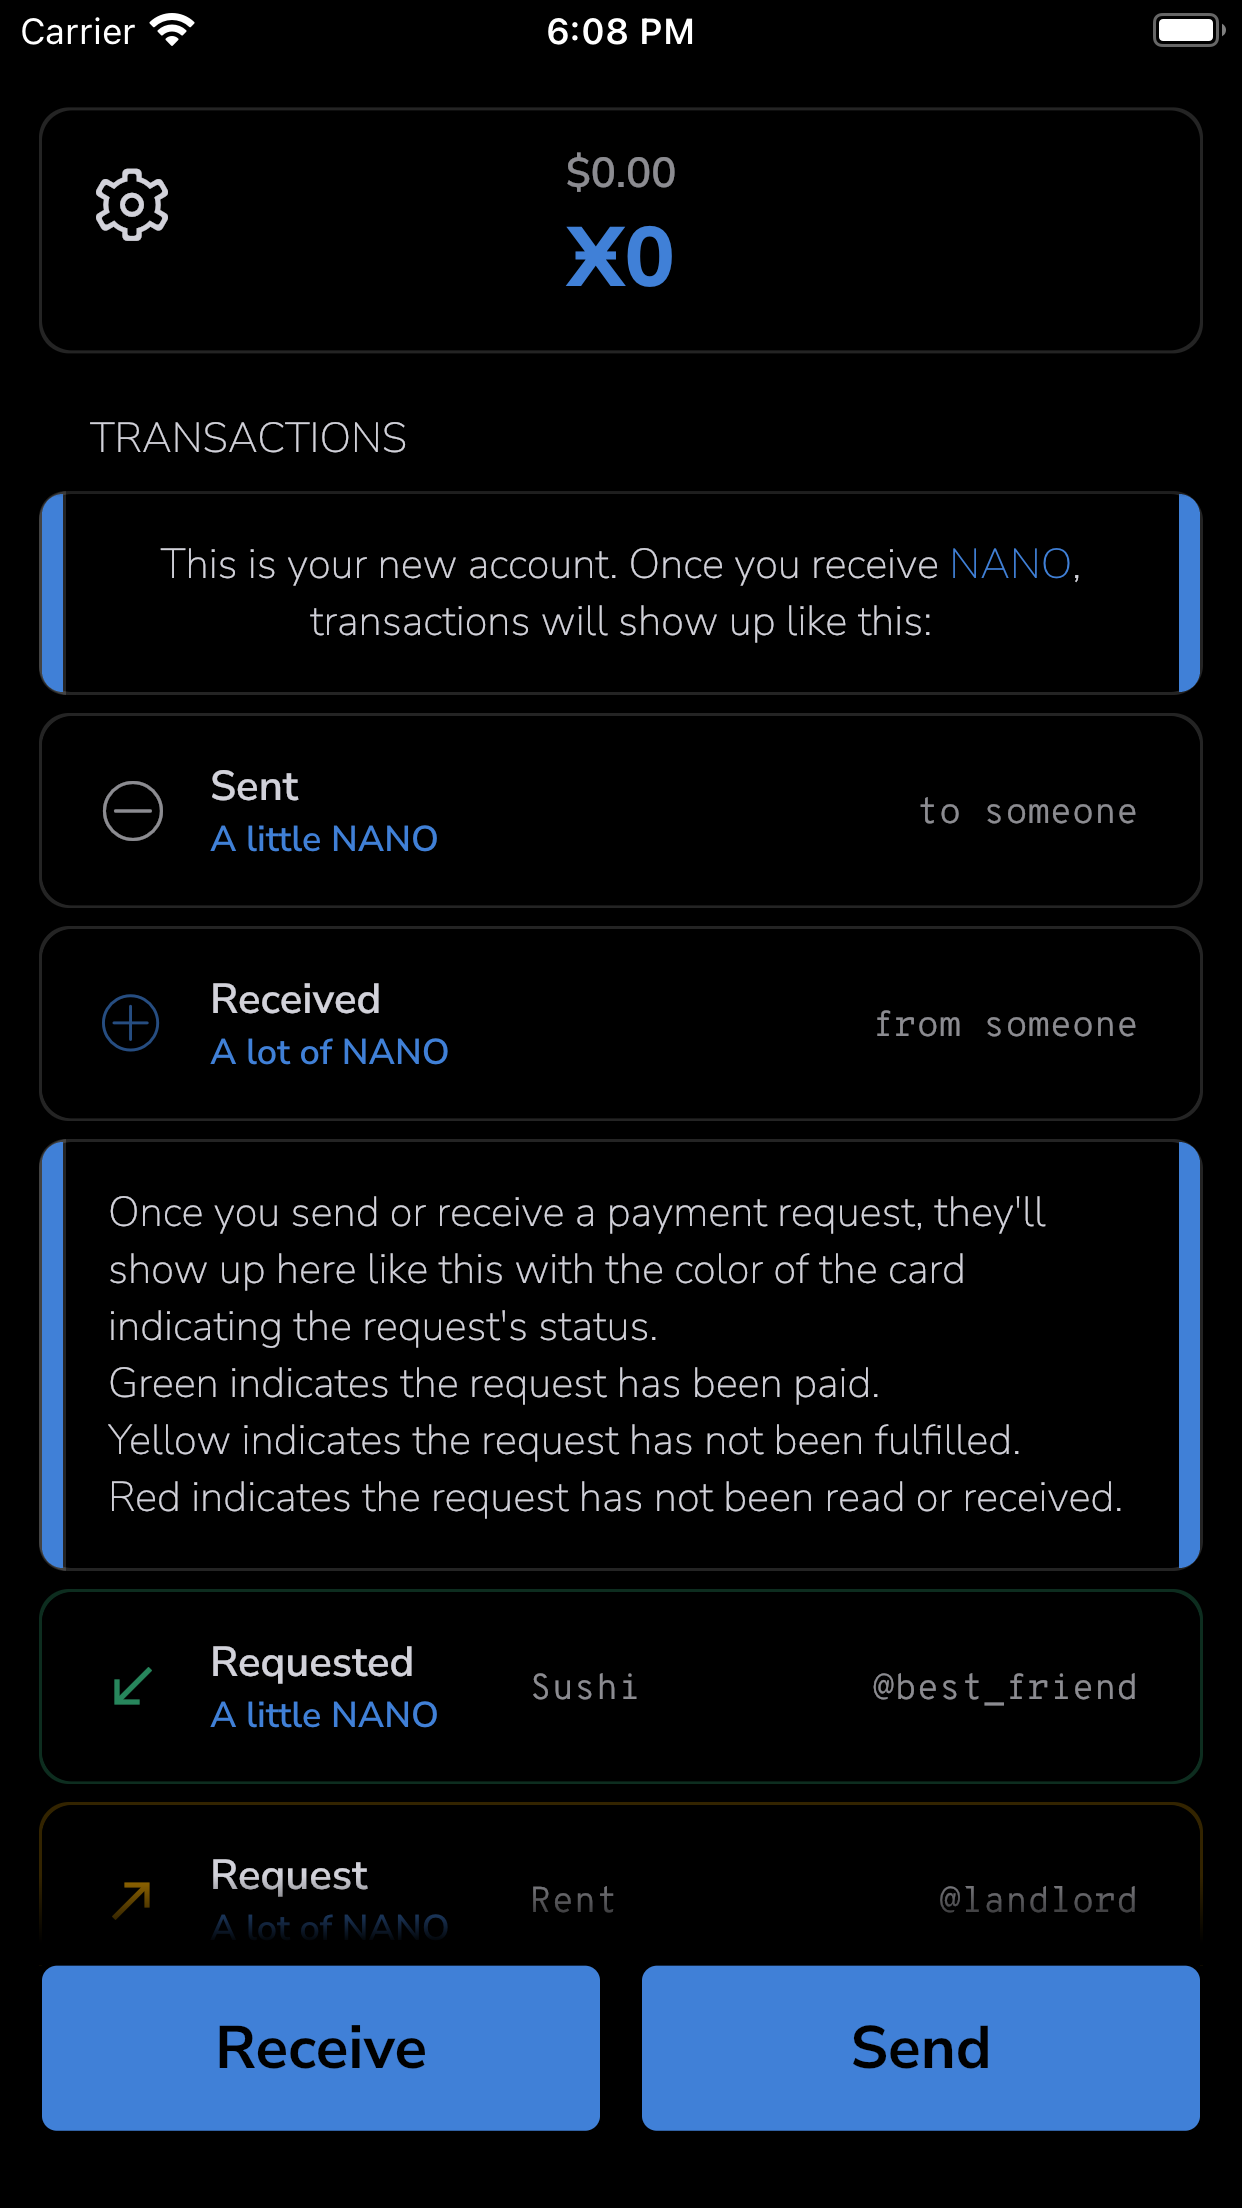 Carrier
6:08 PM
$0.00
Ӿ0
TRANSACTIONS
This is your new account. Once you receive NANO,
transactions will show up like this:
Sent
A little NANO
to someone
Received
A lot of NANO
from someone
Once you send or receive a payment request, they'll
show up here like this with the color of the card
indicating the request's status.
Green indicates the request has been paid.
Yellow indicates the request has not been fulfilled.
Red indicates the request has not been read or received.
Requested
A little NANO
Sushi
@best_friend
Request
A lot of NANO
Rent
@landlord
Receive
Send